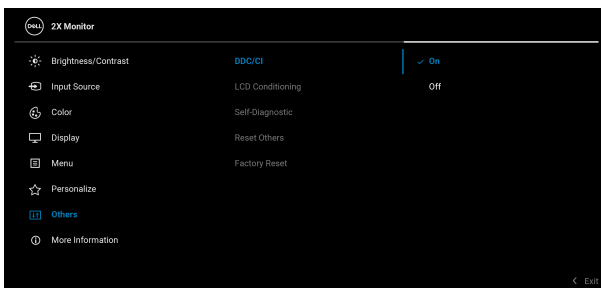 DELL 2X Monitor
Brightness/Contrast DDC/CI On
Input Source LCD Conditioning Off
Color Self-Diagnostic
Display Reset Others
Menu Factory Reset
Personalize
Others
More Information
Exit